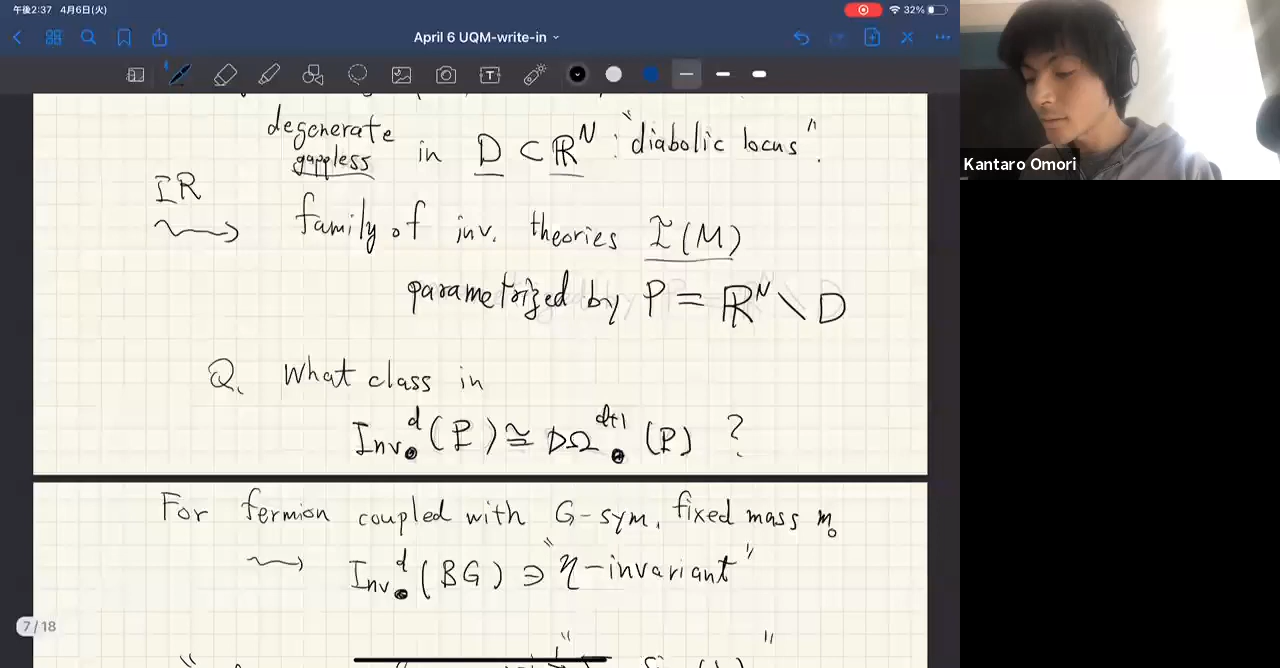 午後2:37 4月6日(火)
32%
April 6 UQM-write-in
degenerate
gapless in D ⊂ ℝ^N : "diabolic locus".
IR
family of inv. theories I(M)
parametrized by P = ℝ^N \ D
Q. What class in
Inv^d(P) ≅ DΩ^{d+1}(P) ?
7 / 18
For fermion coupled with G-sym, fixed mass m₀
Inv^d(BG) ∋ "η-invariant"
Kantaro Omori